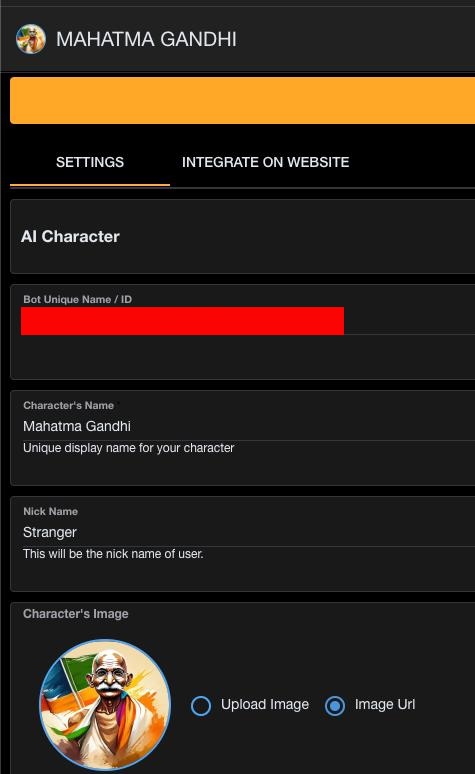 MAHATMA GANDHI
SETTINGS INTEGRATE ON WEBSITE
AI Character
Bot Unique Name / ID
Character's Name
Mahatma Gandhi
Unique display name for your character
Nick Name
Stranger
This will be the nick name of user.
Character's Image
Upload Image Image Url